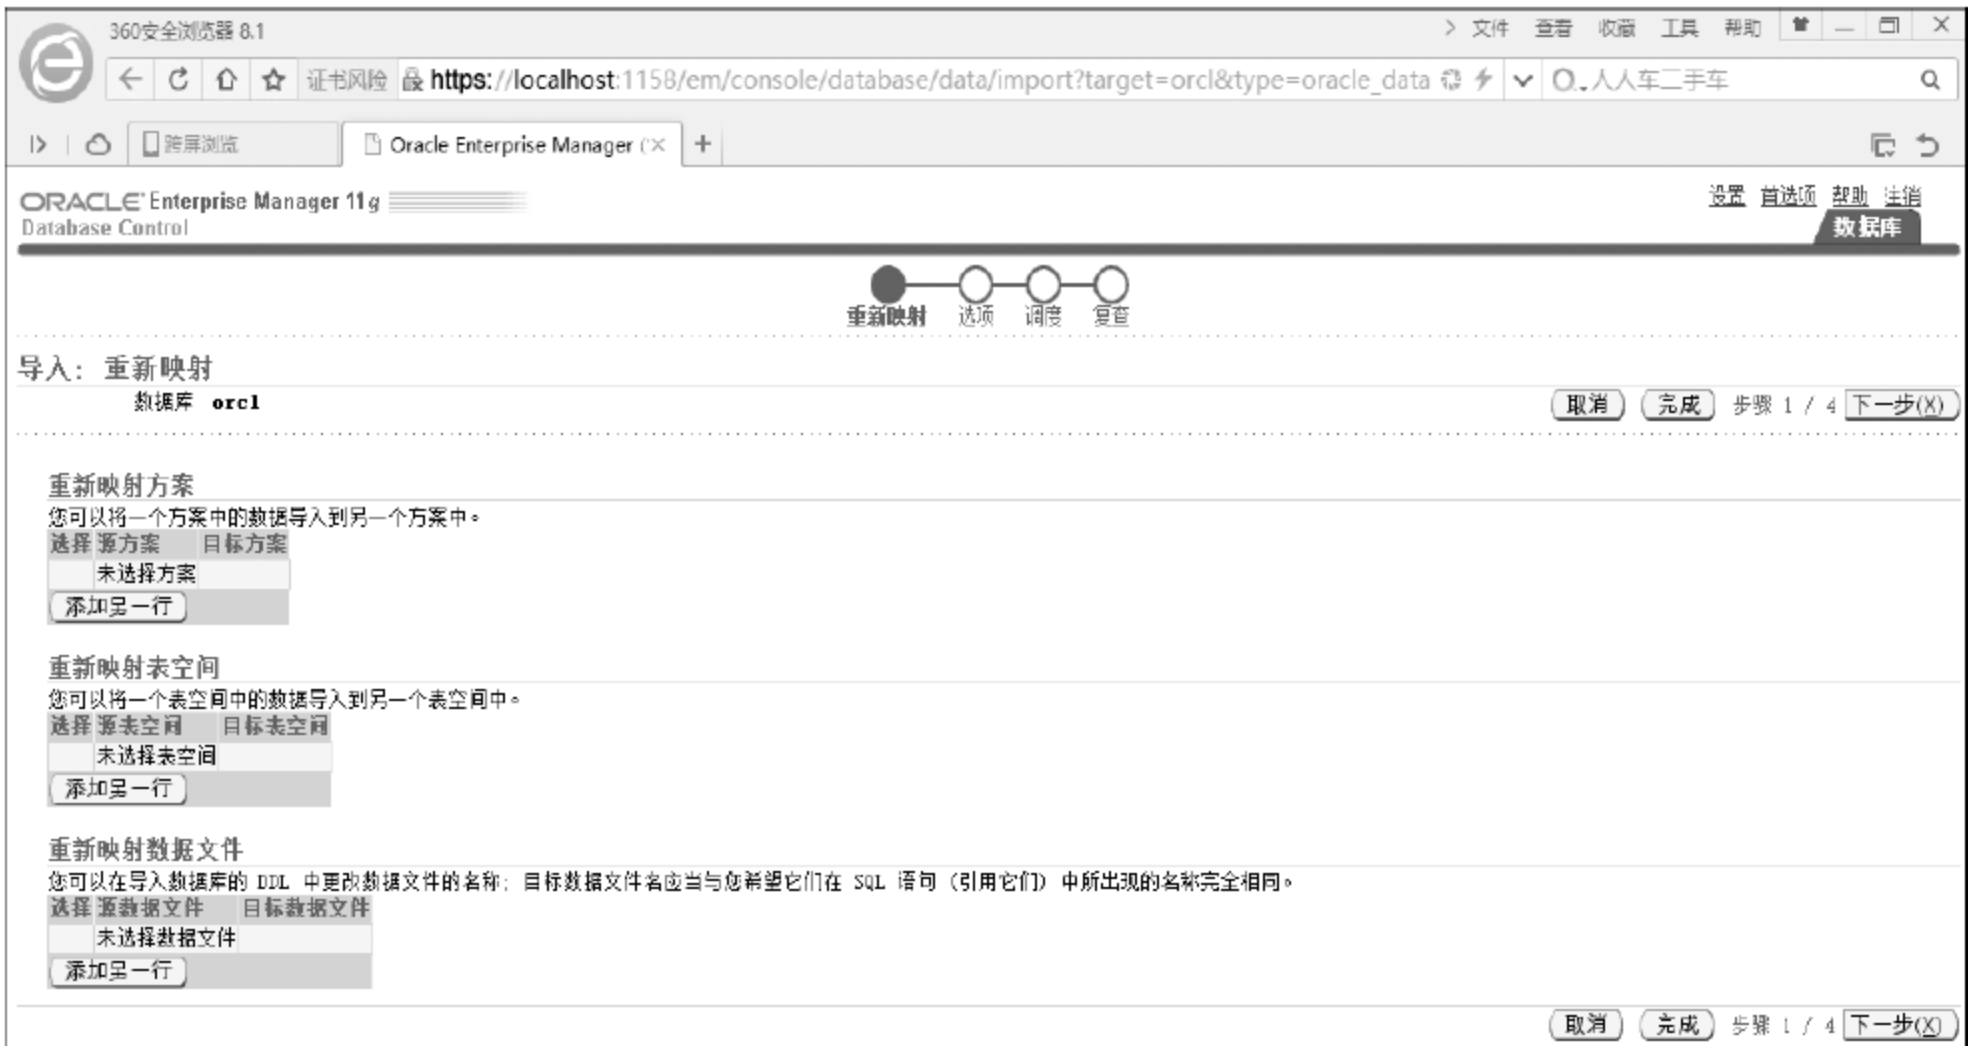 360安全浏览器 8.1
文件 查看 收藏 工具 帮助
证书风险 https://localhost:1158/em/console/database/data/import?target=orcl&type=oracle_data 人人车二手车
跨屏浏览 Oracle Enterprise Manager (
ORACLE Enterprise Manager 11g
Database Control
设置 首选项 帮助 注销
数据库
重新映射 选项 调度 复查
导入: 重新映射
数据库 orcl
取消 完成 步骤 1 / 4 下一步(X)
重新映射方案
您可以将一个方案中的数据导入到另一个方案中。
选择 源方案 目标方案
未选择方案
添加另一行
重新映射表空间
您可以将一个表空间中的数据导入到另一个表空间中。
选择 源表空间 目标表空间
未选择表空间
添加另一行
重新映射数据文件
您可以在导入数据库的 DDL 中更改数据文件的名称; 目标数据文件名应当与您希望它们在 SQL 语句 (引用它们) 中所出现的名称完全相同。
选择 源数据文件 目标数据文件
未选择数据文件
添加另一行
取消 完成 步骤 1 / 4 下一步(X)